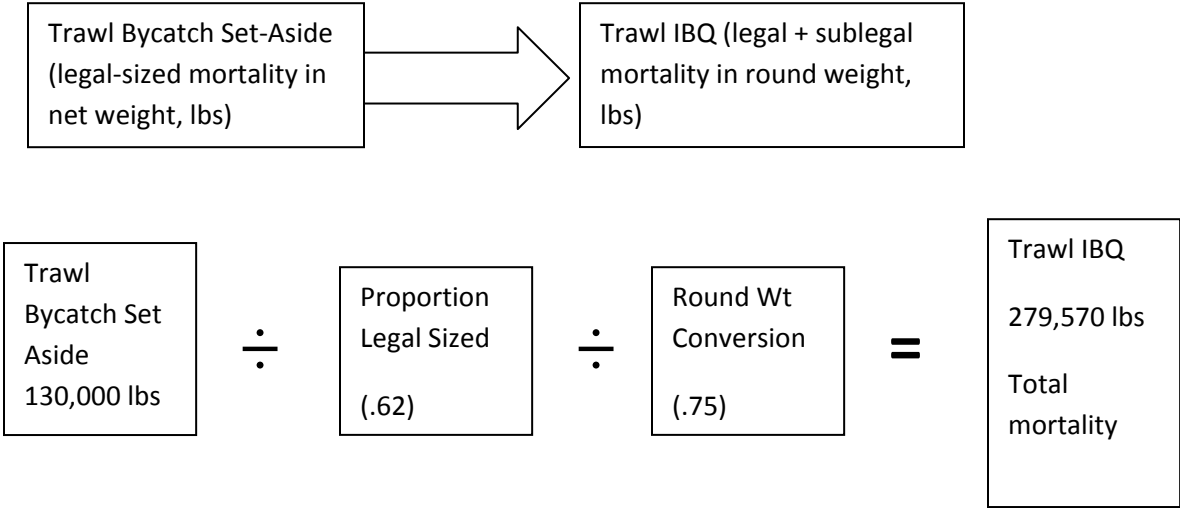 Trawl Bycatch Set-Aside
(legal-sized mortality in
net weight, lbs)
Trawl IBQ (legal + sublegal
mortality in round weight,
lbs)
Trawl
Bycatch Set
Aside
130,000 lbs
÷
Proportion
Legal Sized
(.62)
÷
Round Wt
Conversion
(.75)
=
Trawl IBQ
279,570 lbs
Total
mortality